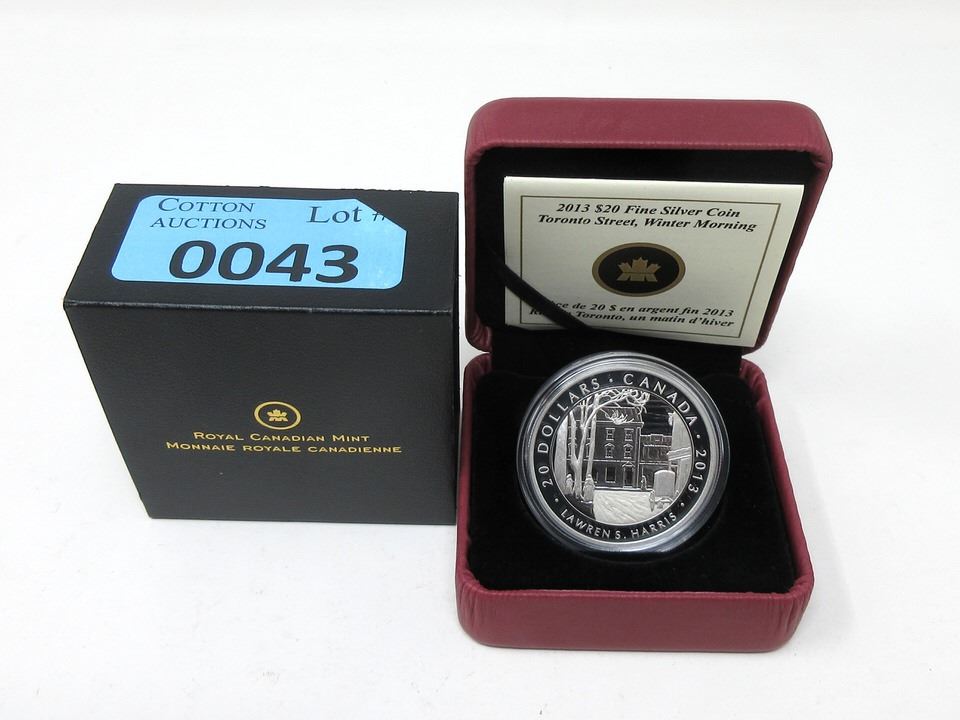 COTTON
AUCTIONS
Lot #
0043
ROYAL CANADIAN MINT
MONNAIE ROYALE CANADIENNE
2013 $20 Fine Silver Coin
Toronto Street, Winter Morning
de 20 $ en argent fin 2013
Toronto, un matin d'hiver
20 DOLLARS • CANADA • 2013
• LAWREN S. HARRIS •